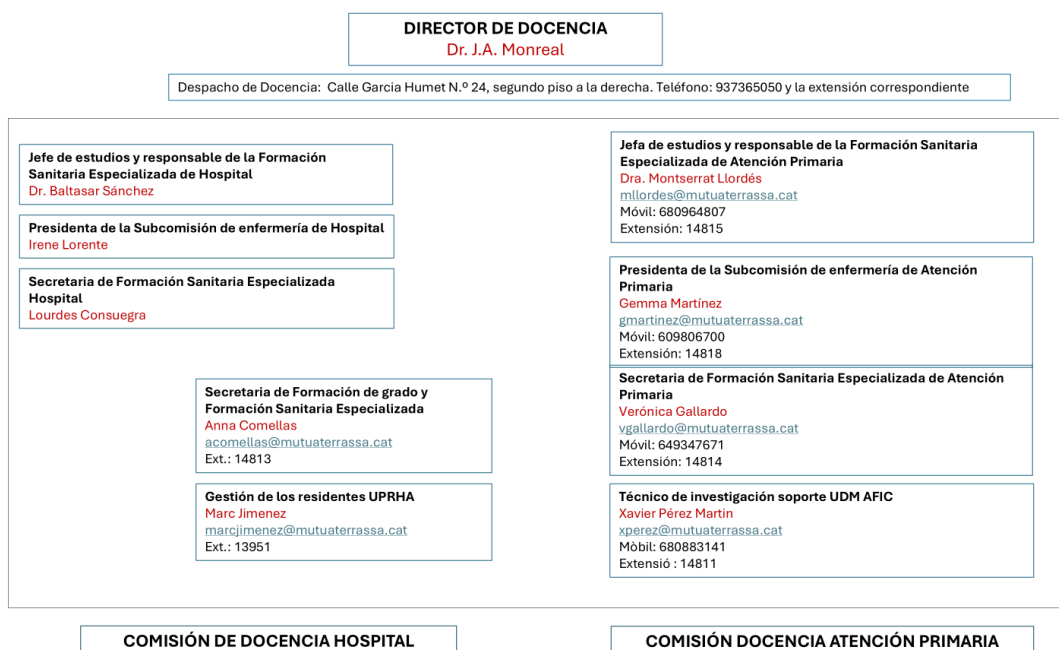 DIRECTOR DE DOCENCIA
Dr. J.A. Monreal
Despacho de Docencia: Calle Garcia Humet N.º 24, segundo piso a la derecha. Teléfono: 937365050 y la extensión correspondiente
Jefe de estudios y responsable de la Formación
Sanitaria Especializada de Hospital
Dr. Baltasar Sánchez
Presidenta de la Subcomisión de enfermería de Hospital
Irene Lorente
Secretaria de Formación Sanitaria Especializada
Hospital
Lourdes Consuegra
Secretaria de Formación de grado y
Formación Sanitaria Especializada
Anna Comellas
acomellas@mutuaterrassa.cat
Ext.: 14813
Gestión de los residentes UPRHA
Marc Jimenez
marcjimenez@mutuaterrassa.cat
Ext.: 13951
Jefa de estudios y responsable de la Formación Sanitaria
Especializada de Atención Primaria
Dra. Montserrat Llordés
mllordes@mutuaterrassa.cat
Móvil: 680964807
Extensión: 14815
Presidenta de la Subcomisión de enfermería de Atención
Primaria
Gemma Martínez
gmartinez@mutuaterrassa.cat
Móvil: 609806700
Extensión: 14818
Secretaria de Formación Sanitaria Especializada de Atención
Primaria
Verónica Gallardo
vgallardo@mutuaterrassa.cat
Móvil: 649347671
Extensión: 14814
Técnico de investigación soporte UDM AFIC
Xavier Pérez Martin
xperez@mutuaterrassa.cat
Mòbil: 680883141
Extensió : 14811
COMISIÓN DE DOCENCIA HOSPITAL
COMISIÓN DOCENCIA ATENCIÓN PRIMARIA